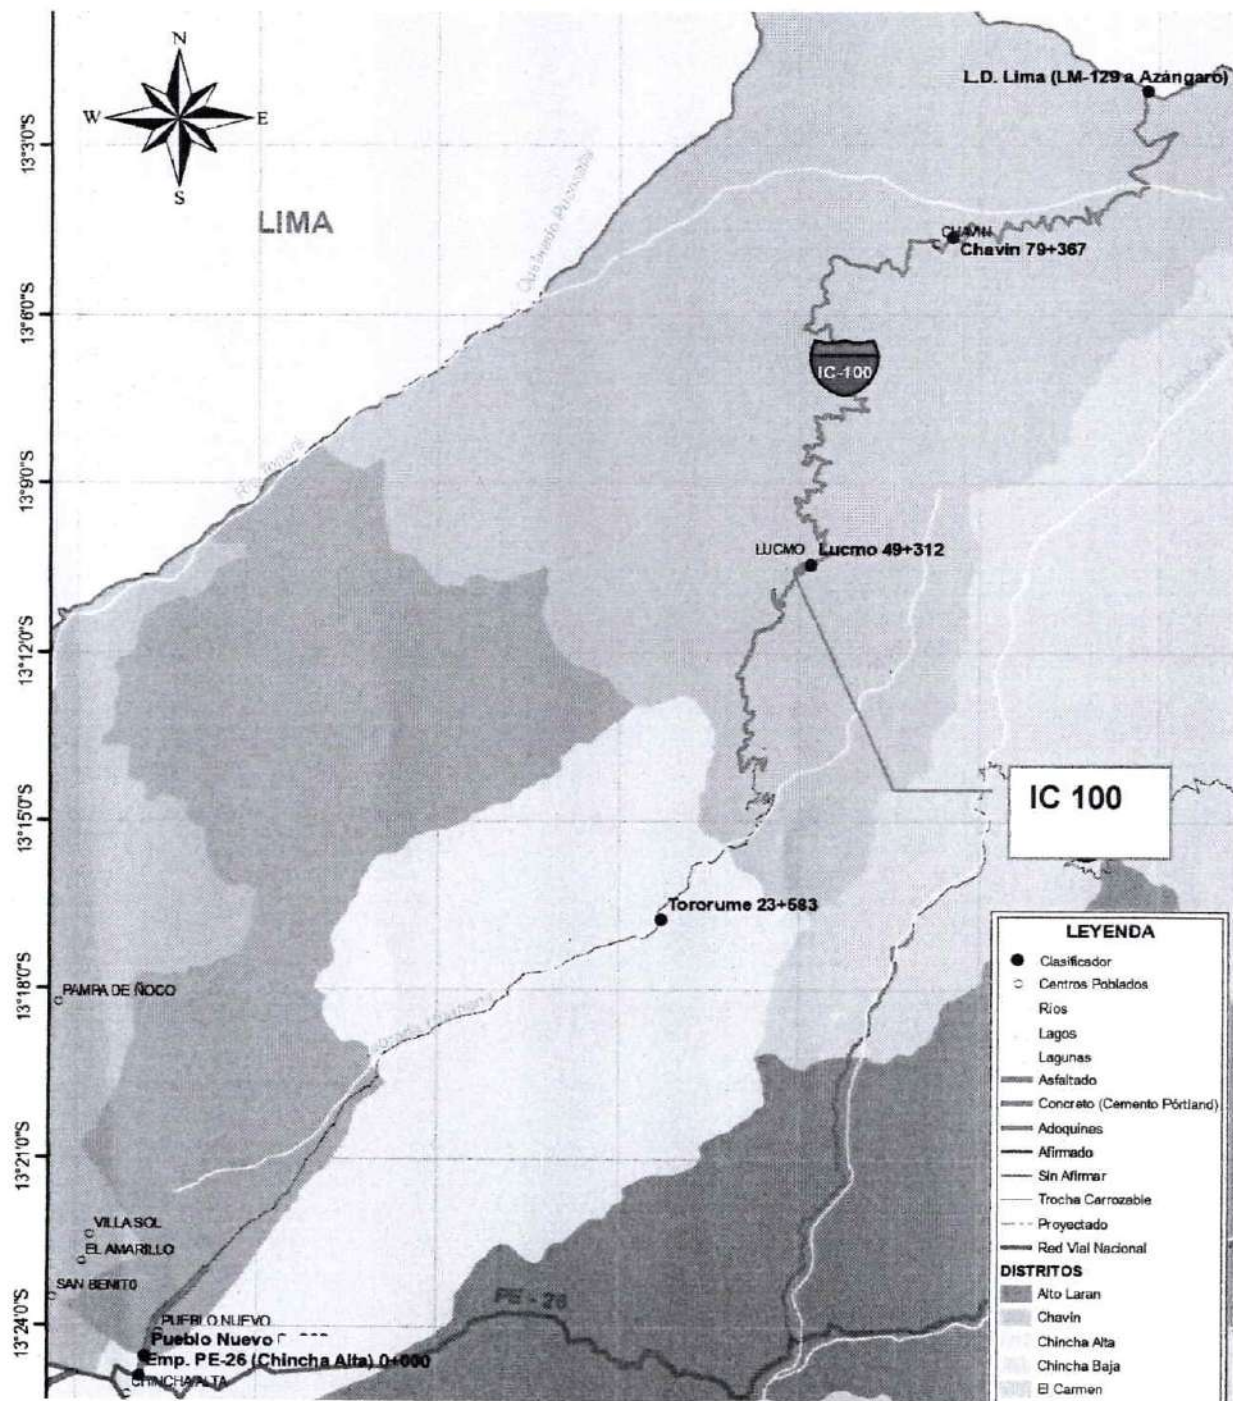 N
W
E
S
LIMA
L.D. Lima (LM-129 a Azángaro)
13°3'0"S
CHAVIN
Chavin 79+367
13°6'0"S
IC-100
13°9'0"S
LUCMO
Lucmo 49+312
13°12'0"S
IC 100
13°15'0"S
Tororume 23+583
13°18'0"S
PAMPA DE ÑOCO
13°21'0"S
VILLA SOL
EL AMARILLO
SAN BENITO
13°24'0"S
PE - 26
PUEBLO NUEVO
Pueblo Nuevo
Emp. PE-26 (Chincha Alta) 0+000
CHINCHA ALTA
LEYENDA
Clasificador
Centros Poblados
Ríos
Lagos
Lagunas
Asfaltado
Concreto (Cemento Pórtland)
Adoquines
Afirmado
Sin Afirmar
Trocha Carrozable
Proyectado
Red Vial Nacional
DISTRITOS
Alto Laran
Chavin
Chincha Alta
Chincha Baja
El Carmen